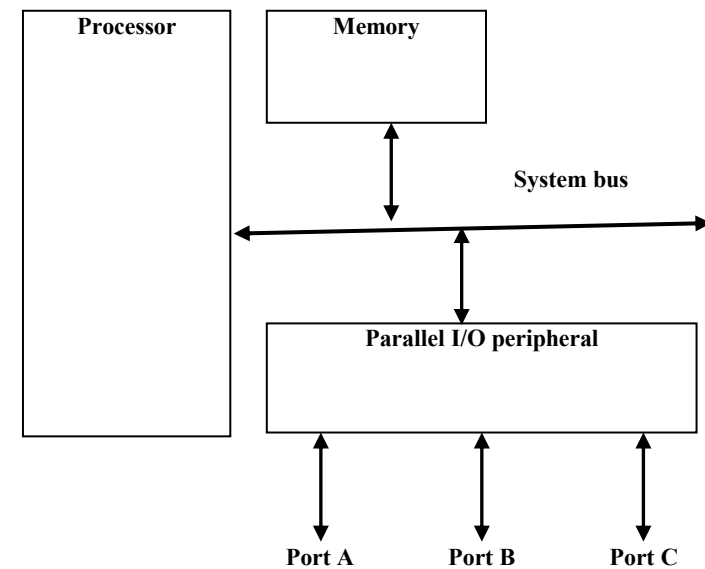 Processor
Memory
System bus
Parallel I/O peripheral
Port A
Port B
Port C